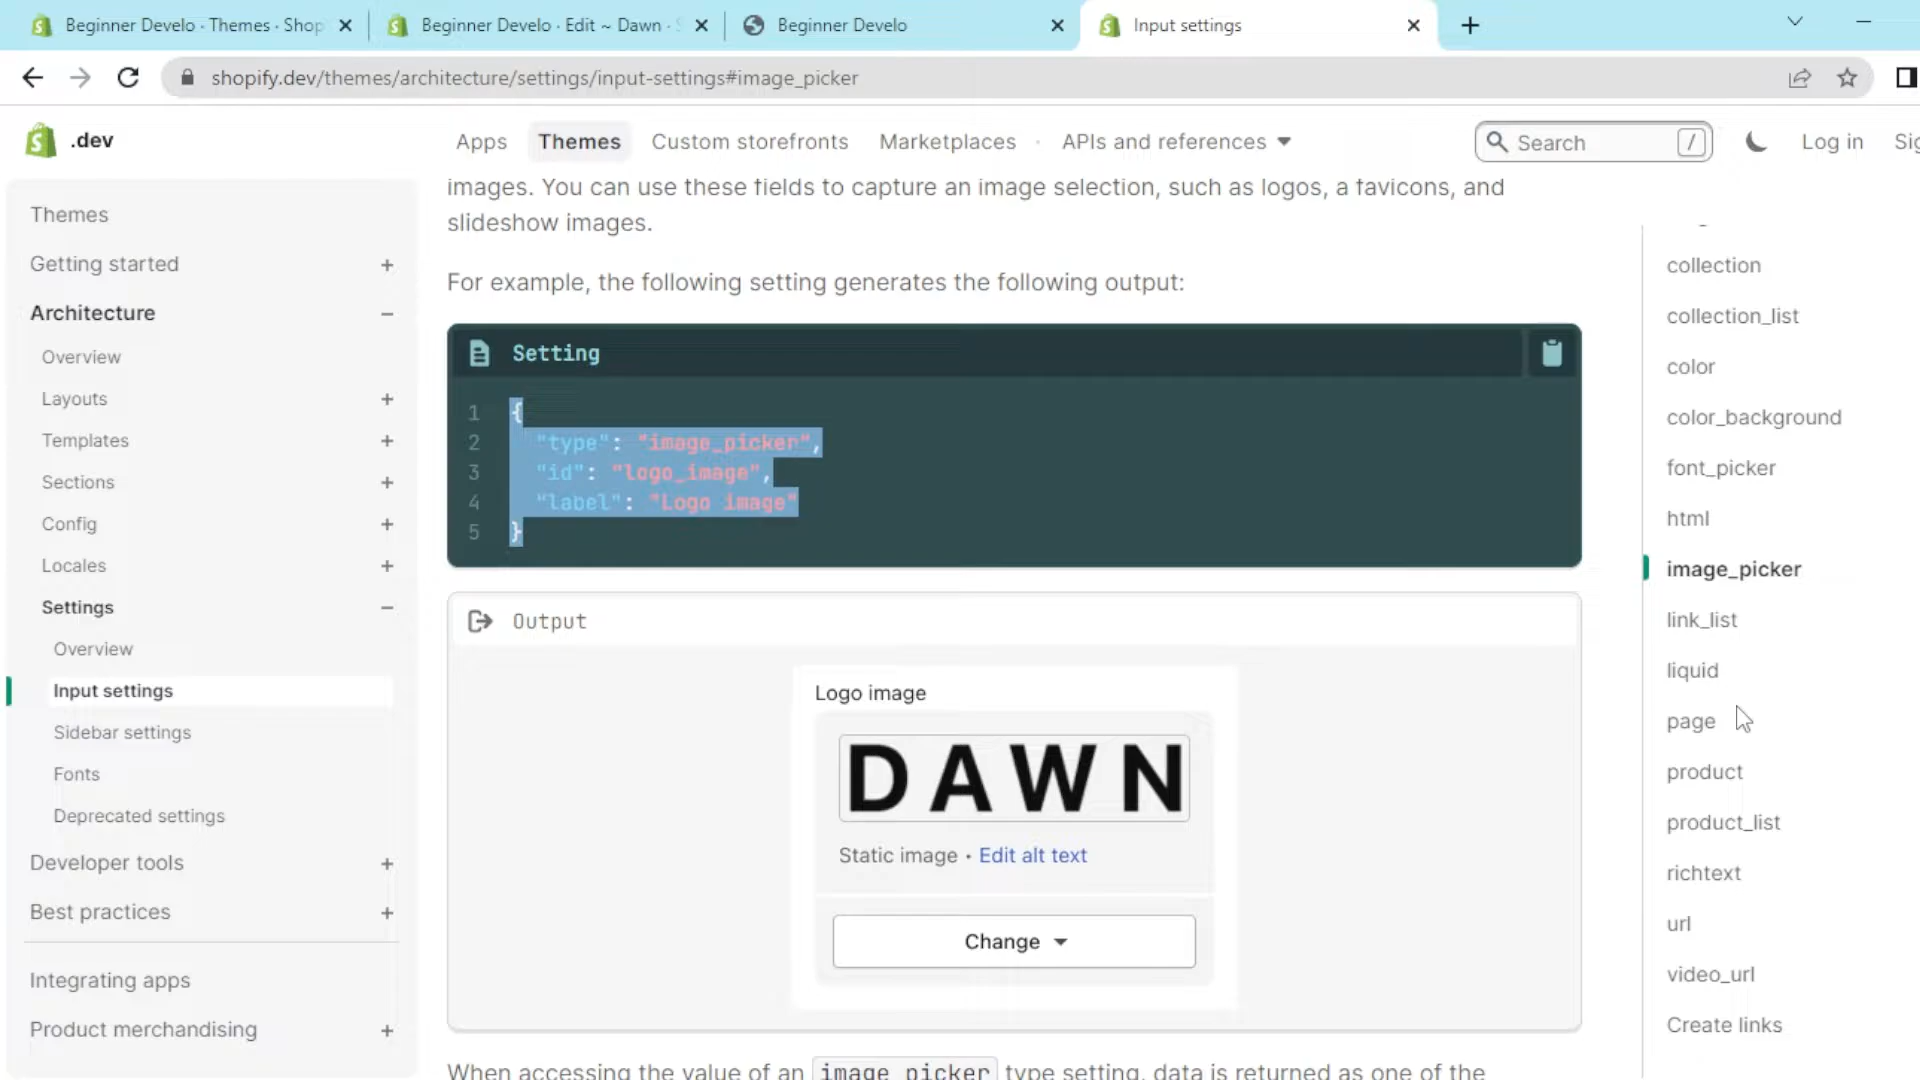 Beginner Develo · Themes · Shop
Beginner Develo · Edit ~ Dawn ·
Beginner Develo
Input settings
shopify.dev/themes/architecture/settings/input-settings#image_picker
.dev
Apps
Themes
Custom storefronts
Marketplaces
APIs and references
Search
/
Log in
Sig
Themes
Getting started
Architecture
Overview
Layouts
Templates
Sections
Config
Locales
Settings
Overview
Input settings
Sidebar settings
Fonts
Deprecated settings
Developer tools
Best practices
Integrating apps
Product merchandising
images. You can use these fields to capture an image selection, such as logos, a favicons, and
slideshow images.
For example, the following setting generates the following output:
Setting
1 {
2 "type": "image_picker",
3 "id": "logo_image",
4 "label": "Logo image"
5 }
Output
Logo image
DAWN
Static image • Edit alt text
Change
When accessing the value of an image_picker type setting, data is returned as one of the
collection
collection_list
color
color_background
font_picker
html
image_picker
link_list
liquid
page
product
product_list
richtext
url
video_url
Create links